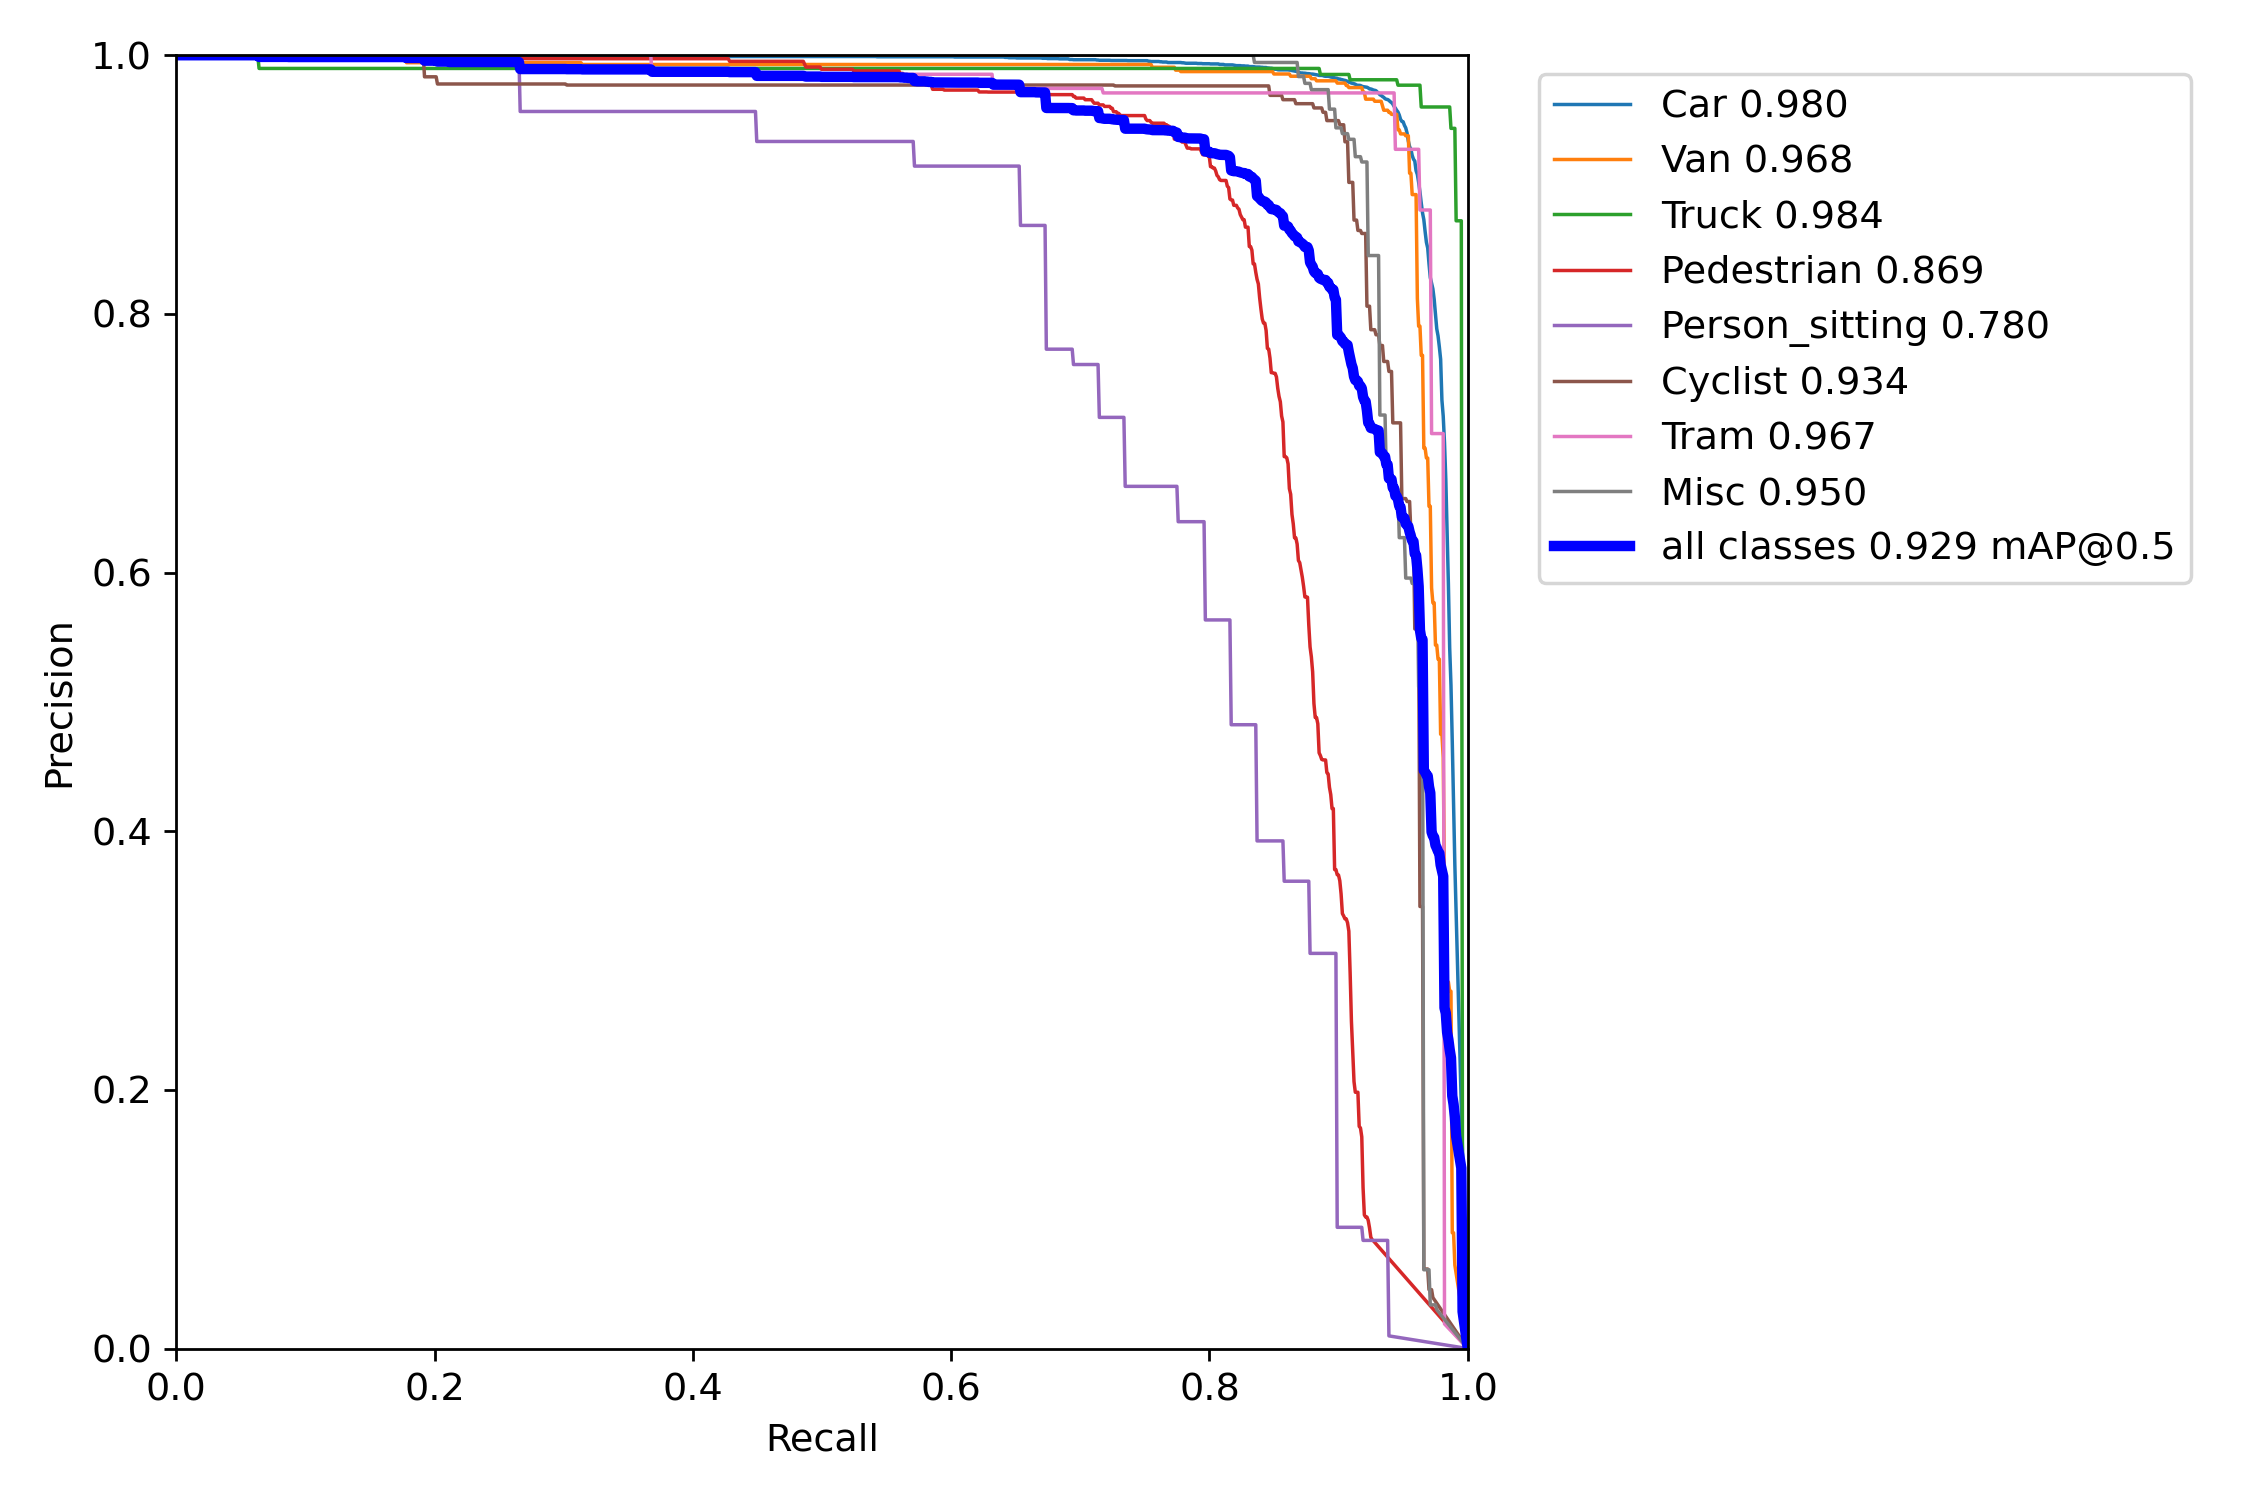 1.0
0.8
0.6
0.4
0.2
0.0
0.0 0.2 0.4 0.6 0.8 1.0
Precision
Recall
Car 0.980
Van 0.968
Truck 0.984
Pedestrian 0.869
Person_sitting 0.780
Cyclist 0.934
Tram 0.967
Misc 0.950
all classes 0.929 mAP@0.5